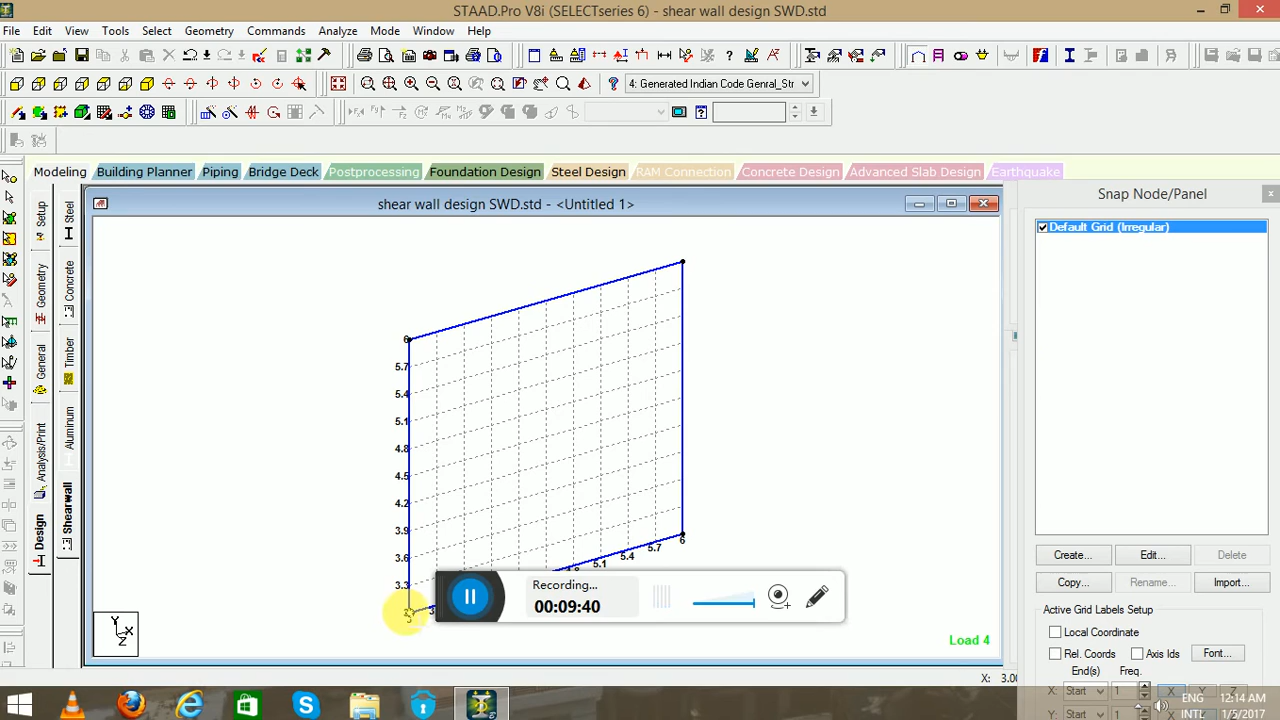 STAAD.Pro V8i (SELECTseries 6) - shear wall design SWD.std
File Edit View Tools Select Geometry Commands Analyze Mode Window Help
4: Generated Indian Code Genral_Str
Modeling Building Planner Piping Bridge Deck Postprocessing Foundation Design Steel Design RAM Connection Concrete Design Advanced Slab Design Earthquake
shear wall design SWD.std - <Untitled 1>
Snap Node/Panel
Default Grid (Irregular)
Setup
Geometry
General
Analysis/Print
Design
Steel
Concrete
Timber
Aluminum
Shearwall
6
5.7
5.4
5.1
4.8
4.5
4.2
3.9
3.6
3.3
5.1
5.4
5.7
6
Recording...
00:09:40
Y
X
Z
Load 4
Create... Edit... Delete
Copy... Rename... Import...
Active Grid Labels Setup
Local Coordinate
Rel. Coords Axis Ids Font...
End(s) Freq.
X: Start 1 X
Y: Start 1
X: 3.00
ENG
INTL
12:14 AM
1/5/2017